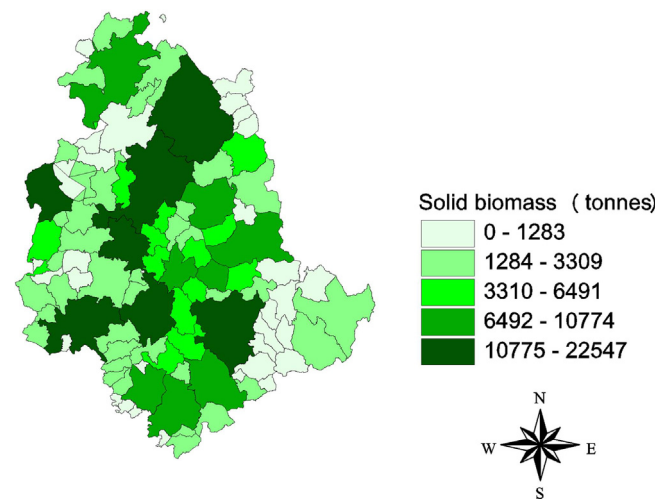 Solid biomass (tonnes)
0 - 1283
1284 - 3309
3310 - 6491
6492 - 10774
10775 - 22547
N
W E
S